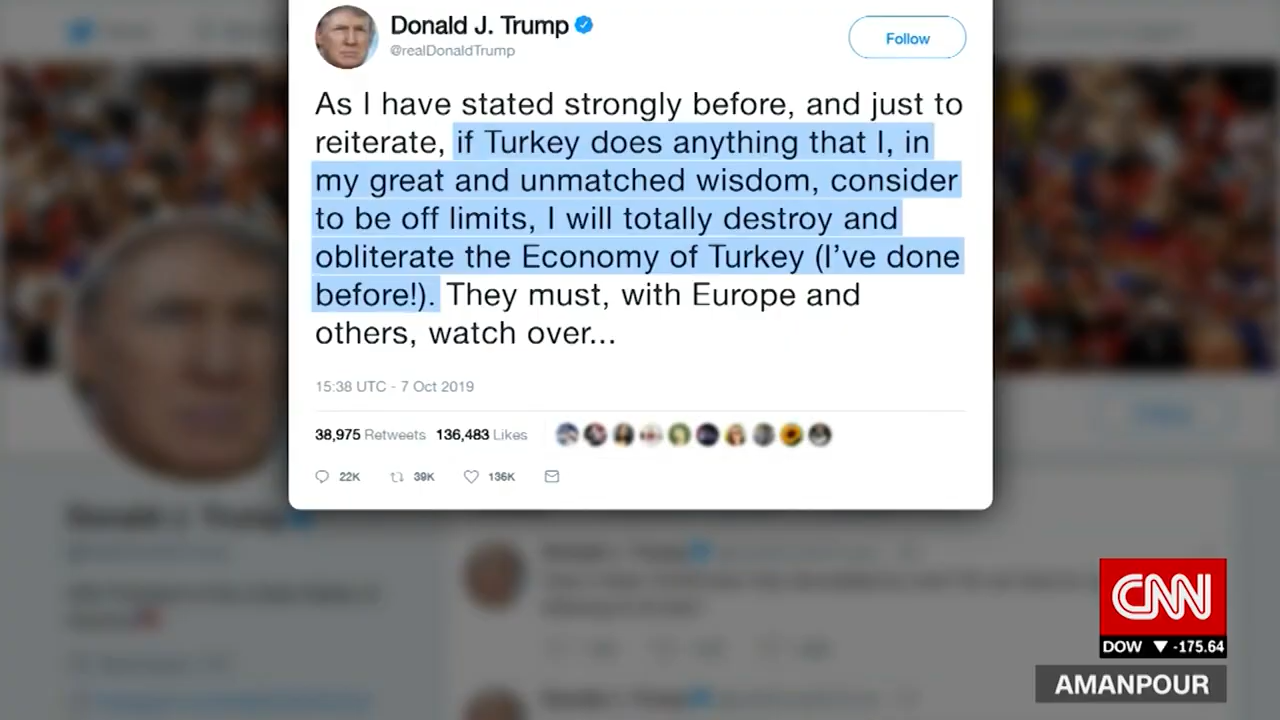 Donald J. Trump
@realDonaldTrump
Follow
As I have stated strongly before, and just to
reiterate, if Turkey does anything that I, in
my great and unmatched wisdom, consider
to be off limits, I will totally destroy and
obliterate the Economy of Turkey (I've done
before!). They must, with Europe and
others, watch over...
15:38 UTC - 7 Oct 2019
38,975 Retweets 136,483 Likes
22K 39K 136K
CNN
DOW ▼ -175.64
AMANPOUR